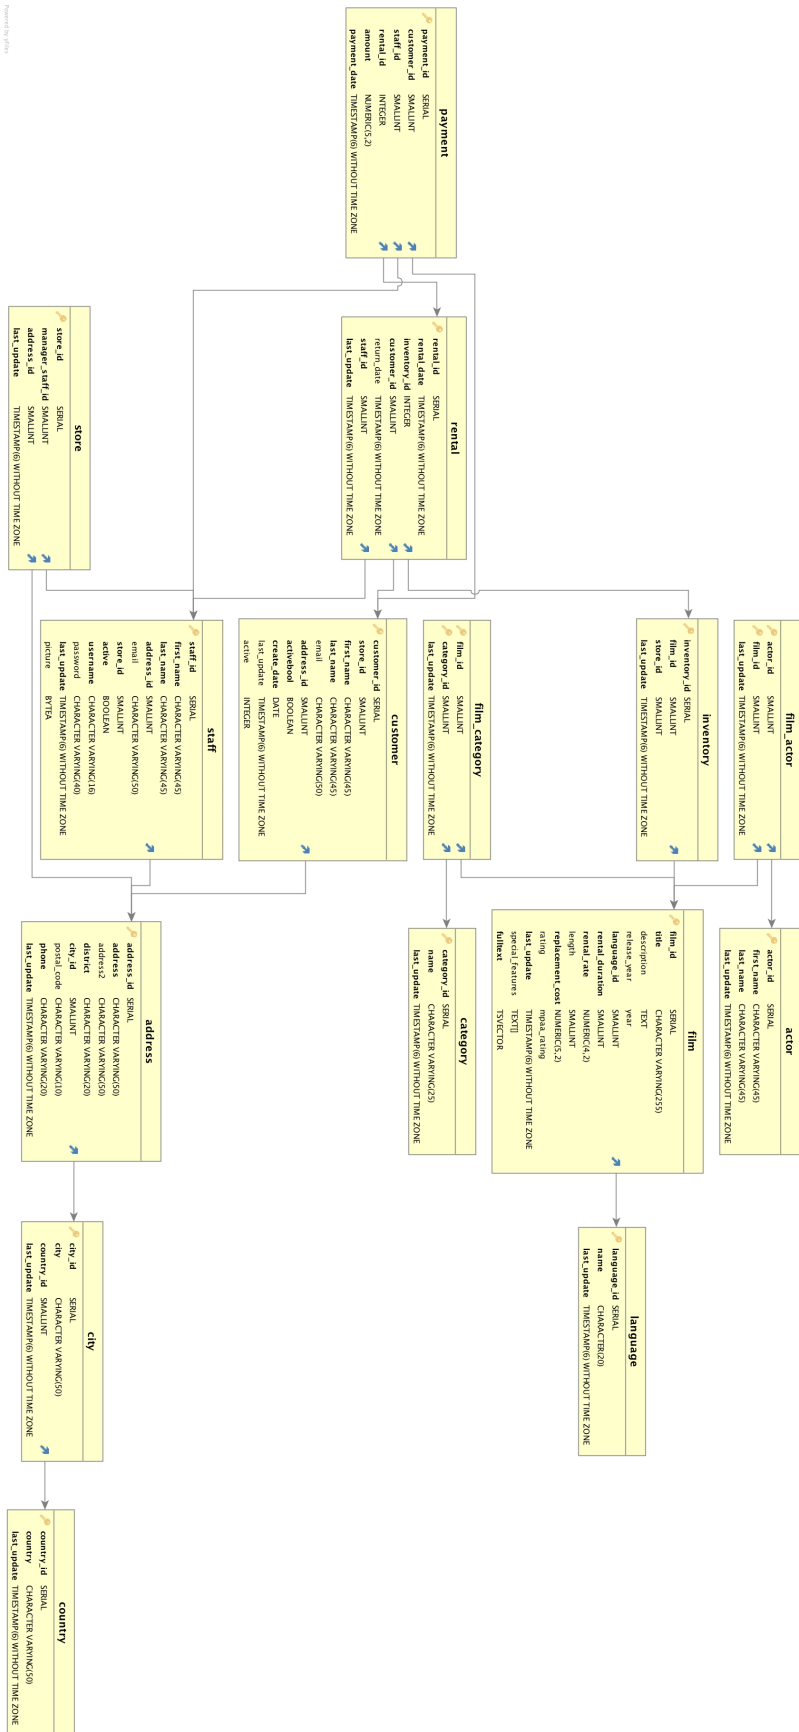 Powered by yFiles
payment
payment_id SERIAL
customer_id SMALLINT
staff_id SMALLINT
rental_id INTEGER
amount NUMERIC(5,2)
payment_date TIMESTAMP(6) WITHOUT TIME ZONE
rental
rental_id SERIAL
rental_date TIMESTAMP(6) WITHOUT TIME ZONE
inventory_id INTEGER
customer_id SMALLINT
return_date TIMESTAMP(6) WITHOUT TIME ZONE
staff_id SMALLINT
last_update TIMESTAMP(6) WITHOUT TIME ZONE
store
store_id SERIAL
manager_staff_id SMALLINT
address_id SMALLINT
last_update TIMESTAMP(6) WITHOUT TIME ZONE
film_actor
actor_id SMALLINT
film_id SMALLINT
last_update TIMESTAMP(6) WITHOUT TIME ZONE
inventory
inventory_id SERIAL
film_id SMALLINT
store_id SMALLINT
last_update TIMESTAMP(6) WITHOUT TIME ZONE
film_category
film_id SMALLINT
category_id SMALLINT
last_update TIMESTAMP(6) WITHOUT TIME ZONE
customer
customer_id SERIAL
store_id SMALLINT
first_name CHARACTER VARYING(45)
last_name CHARACTER VARYING(45)
email CHARACTER VARYING(50)
address_id SMALLINT
activebool BOOLEAN
create_date DATE
last_update TIMESTAMP(6) WITHOUT TIME ZONE
active INTEGER
staff
staff_id SERIAL
first_name CHARACTER VARYING(45)
last_name CHARACTER VARYING(45)
address_id SMALLINT
email CHARACTER VARYING(50)
store_id SMALLINT
active BOOLEAN
username CHARACTER VARYING(16)
password CHARACTER VARYING(40)
last_update TIMESTAMP(6) WITHOUT TIME ZONE
picture BYTEA
actor
actor_id SERIAL
first_name CHARACTER VARYING(45)
last_name CHARACTER VARYING(45)
last_update TIMESTAMP(6) WITHOUT TIME ZONE
film
film_id SERIAL
title CHARACTER VARYING(255)
description TEXT
release_year year
language_id SMALLINT
rental_duration SMALLINT
rental_rate NUMERIC(4,2)
length SMALLINT
replacement_cost NUMERIC(5,2)
rating mpaa_rating
last_update TIMESTAMP(6) WITHOUT TIME ZONE
special_features TEXT[]
fulltext TSVECTOR
category
category_id SERIAL
name CHARACTER VARYING(25)
last_update TIMESTAMP(6) WITHOUT TIME ZONE
address
address_id SERIAL
address CHARACTER VARYING(50)
address2 CHARACTER VARYING(50)
district CHARACTER VARYING(20)
city_id SMALLINT
postal_code CHARACTER VARYING(10)
phone CHARACTER VARYING(20)
last_update TIMESTAMP(6) WITHOUT TIME ZONE
language
language_id SERIAL
name CHARACTER(20)
last_update TIMESTAMP(6) WITHOUT TIME ZONE
city
city_id SERIAL
city CHARACTER VARYING(50)
country_id SMALLINT
last_update TIMESTAMP(6) WITHOUT TIME ZONE
country
country_id SERIAL
country CHARACTER VARYING(50)
last_update TIMESTAMP(6) WITHOUT TIME ZONE